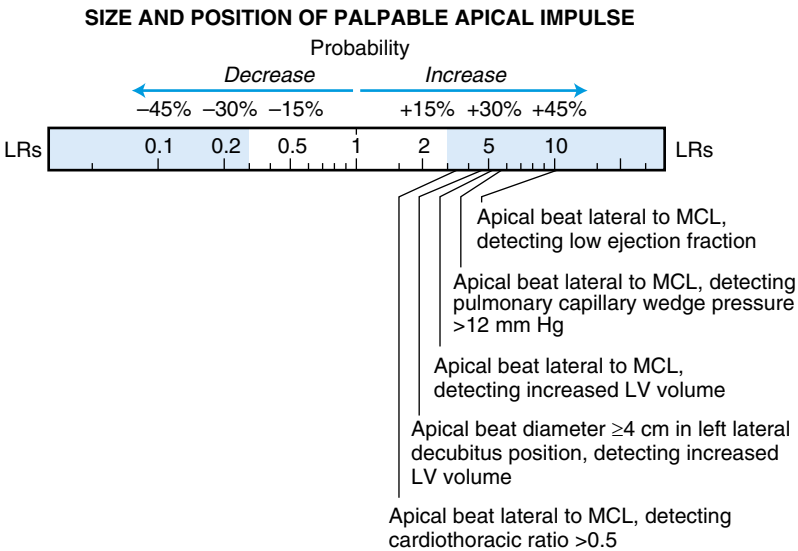 SIZE AND POSITION OF PALPABLE APICAL IMPULSE
Probability
Decrease Increase
–45% –30% –15% +15% +30% +45%
LRs 0.1 0.2 0.5 1 2 5 10 LRs
Apical beat lateral to MCL,
detecting low ejection fraction
Apical beat lateral to MCL, detecting
pulmonary capillary wedge pressure
>12 mm Hg
Apical beat lateral to MCL,
detecting increased LV volume
Apical beat diameter ≥4 cm in left lateral
decubitus position, detecting increased
LV volume
Apical beat lateral to MCL, detecting
cardiothoracic ratio >0.5